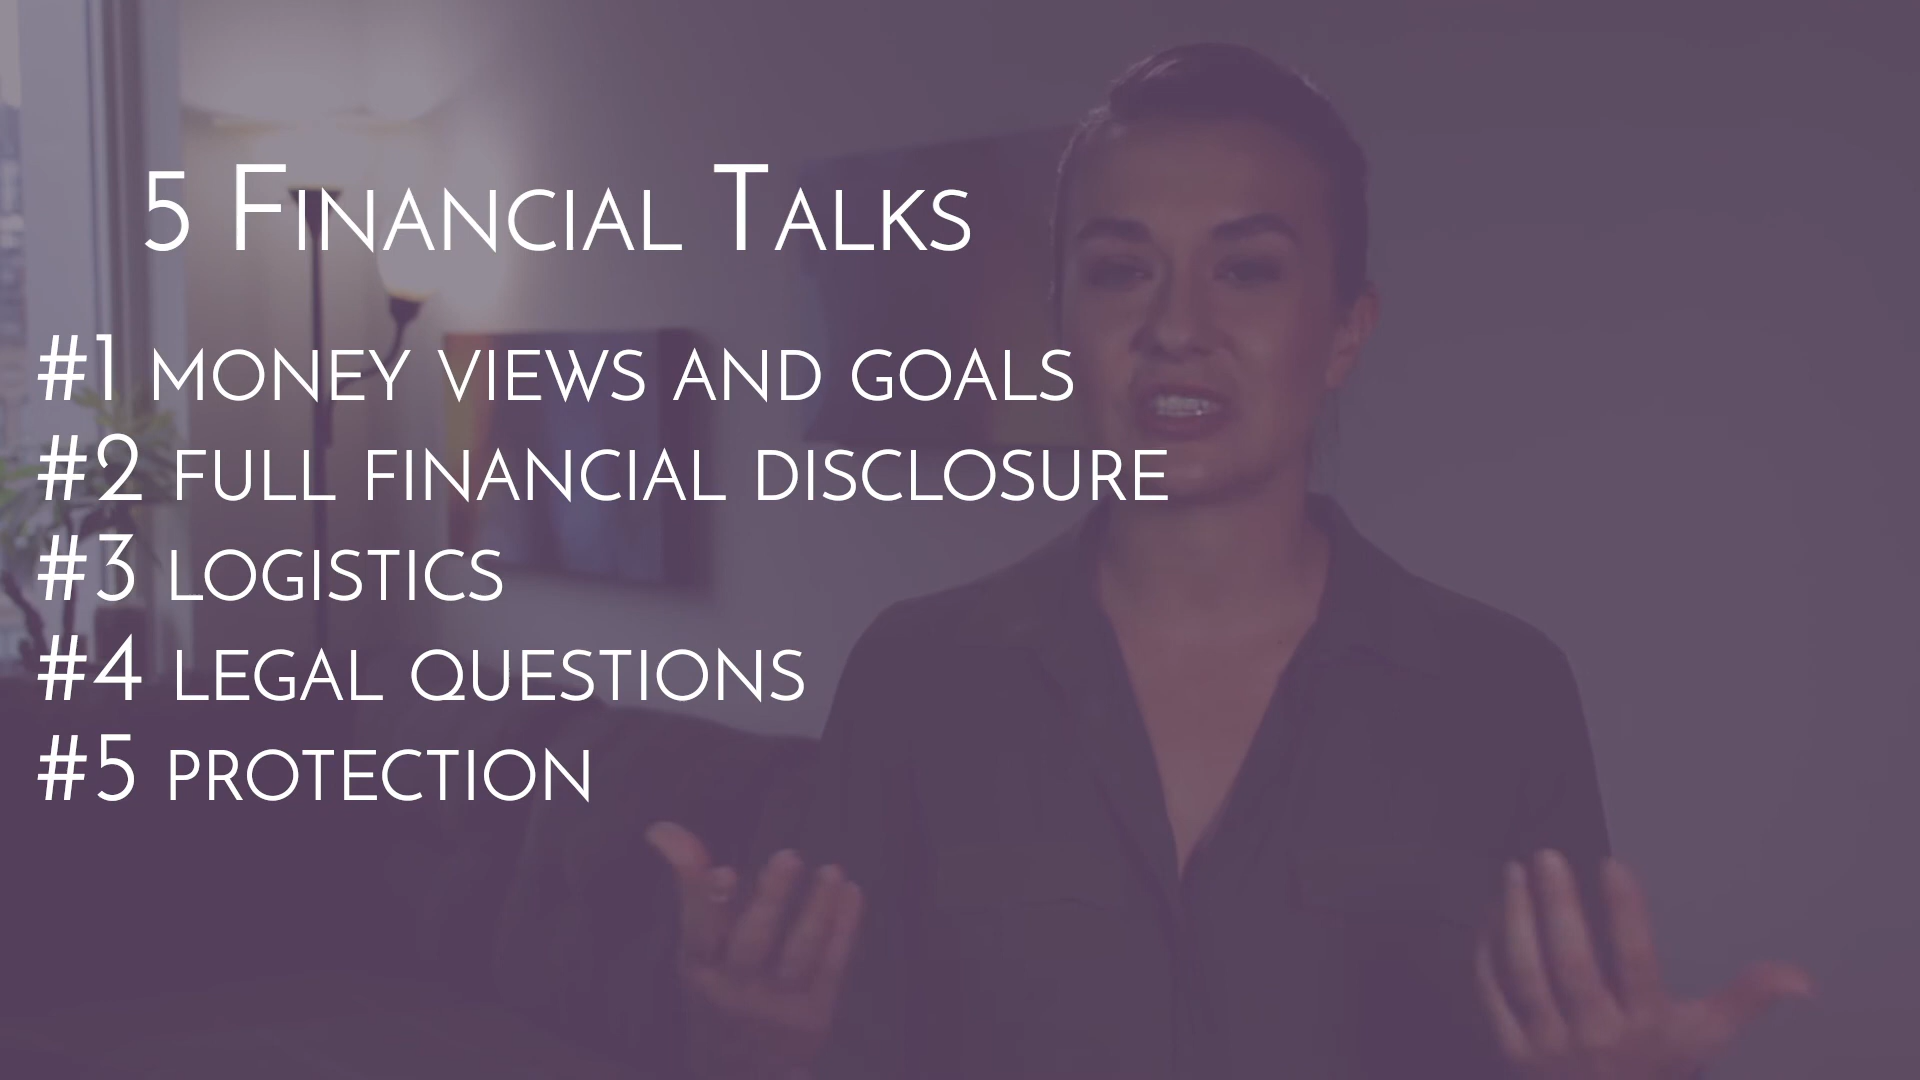 5 Financial Talks
#1 money views and goals
#2 full financial disclosure
#3 logistics
#4 legal questions
#5 protection